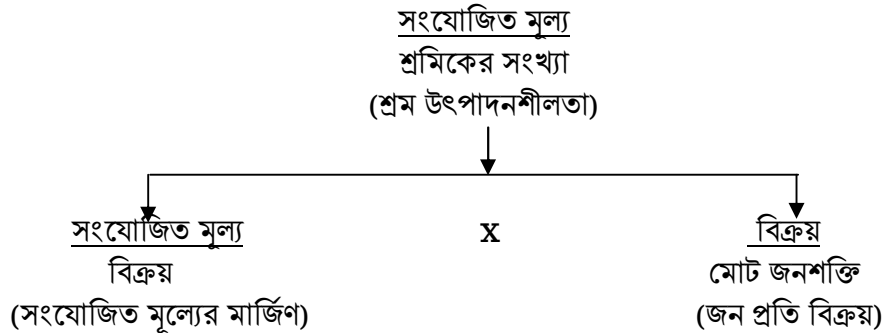 সংযোজিত মূল্য
শ্রমিকের সংখ্যা
(শ্রম উৎপাদনশীলতা)
সংযোজিত মূল্য x বিক্রয়
বিক্রয় মোট জনশক্তি
(সংযোজিত মূল্যের মার্জিণ) (জন প্রতি বিক্রয়)